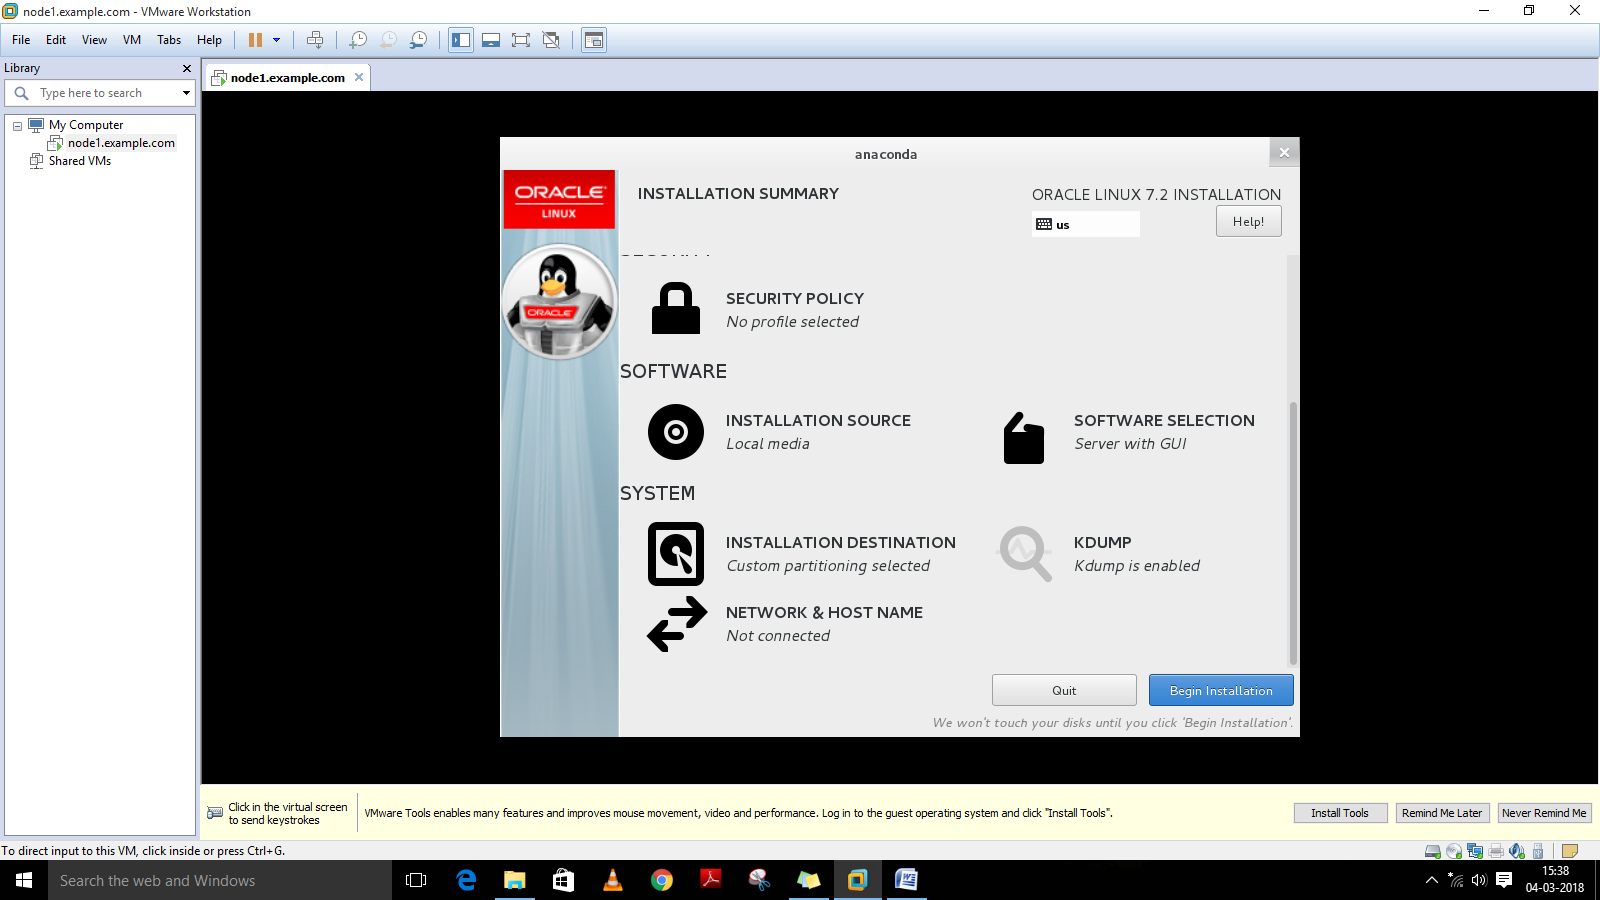 node1.example.com - VMware Workstation
File Edit View VM Tabs Help
Library
node1.example.com
Type here to search
My Computer
node1.example.com
Shared VMs
anaconda
ORACLE
LINUX
INSTALLATION SUMMARY
ORACLE LINUX 7.2 INSTALLATION
us
Help!
SECURITY
ORACLE
SECURITY POLICY
No profile selected
SOFTWARE
INSTALLATION SOURCE
Local media
SOFTWARE SELECTION
Server with GUI
SYSTEM
INSTALLATION DESTINATION
Custom partitioning selected
KDUMP
Kdump is enabled
NETWORK & HOST NAME
Not connected
Quit
Begin Installation
We won't touch your disks until you click 'Begin Installation'.
Click in the virtual screen
to send keystrokes
VMware Tools enables many features and improves mouse movement, video and performance. Log in to the guest operating system and click "Install Tools".
Install Tools
Remind Me Later
Never Remind Me
To direct input to this VM, click inside or press Ctrl+G.
Search the web and Windows
15:38
04-03-2018